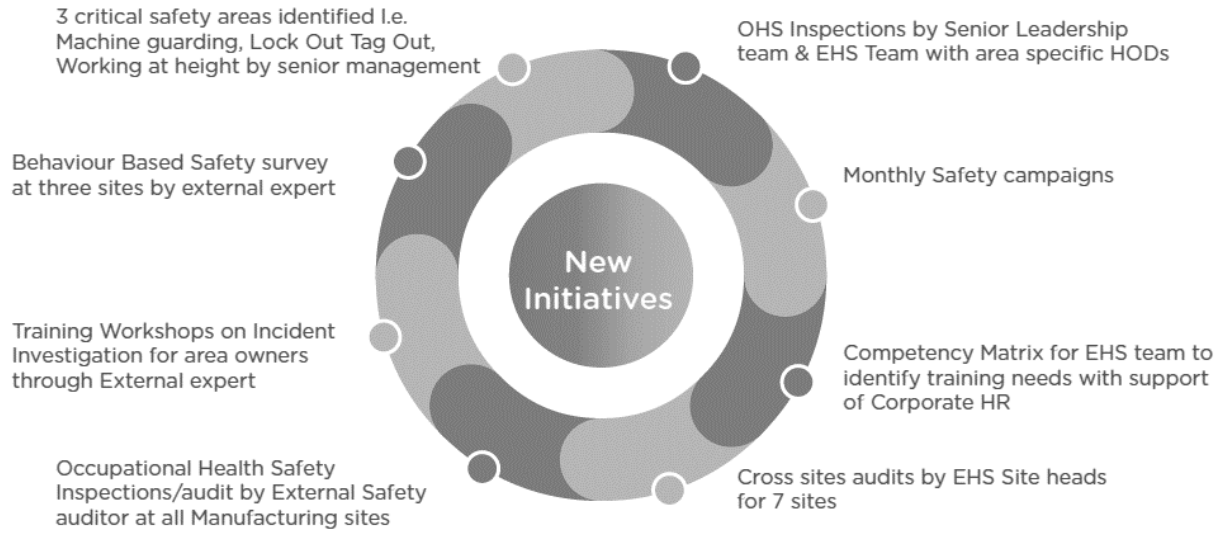 3 critical safety areas identified I.e.
Machine guarding, Lock Out Tag Out,
Working at height by senior management
OHS Inspections by Senior Leadership
team & EHS Team with area specific HODs
Behaviour Based Safety survey
at three sites by external expert
Monthly Safety campaigns
New
Initiatives
Training Workshops on Incident
Investigation for area owners
through External expert
Competency Matrix for EHS team to
identify training needs with support
of Corporate HR
Occupational Health Safety
Inspections/audit by External Safety
auditor at all Manufacturing sites
Cross sites audits by EHS Site heads
for 7 sites